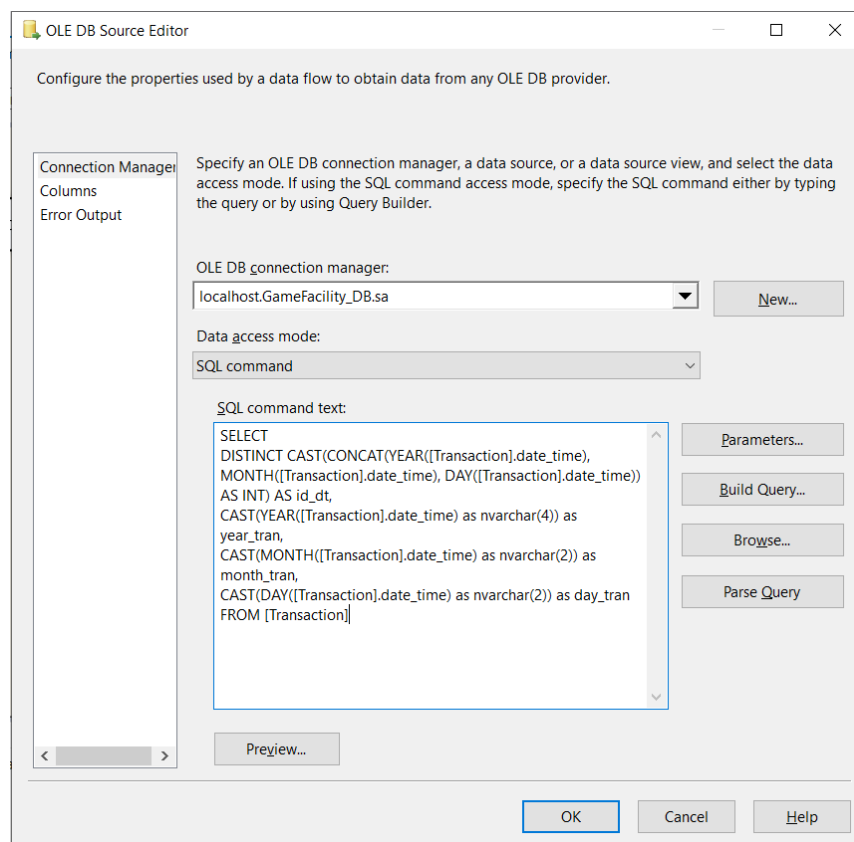 OLE DB Source Editor
Configure the properties used by a data flow to obtain data from any OLE DB provider.
Connection Manager
Columns
Error Output
Specify an OLE DB connection manager, a data source, or a data source view, and select the data
access mode. If using the SQL command access mode, specify the SQL command either by typing
the query or by using Query Builder.
OLE DB connection manager:
localhost.GameFacility_DB.sa
New...
Data access mode:
SQL command
SQL command text:
SELECT
DISTINCT CAST(CONCAT(YEAR([Transaction].date_time),
MONTH([Transaction].date_time), DAY([Transaction].date_time))
AS INT) AS id_dt,
CAST(YEAR([Transaction].date_time) as nvarchar(4)) as
year_tran,
CAST(MONTH([Transaction].date_time) as nvarchar(2)) as
month_tran,
CAST(DAY([Transaction].date_time) as nvarchar(2)) as day_tran
FROM [Transaction]
Parameters...
Build Query...
Browse...
Parse Query
Preview...
OK
Cancel
Help